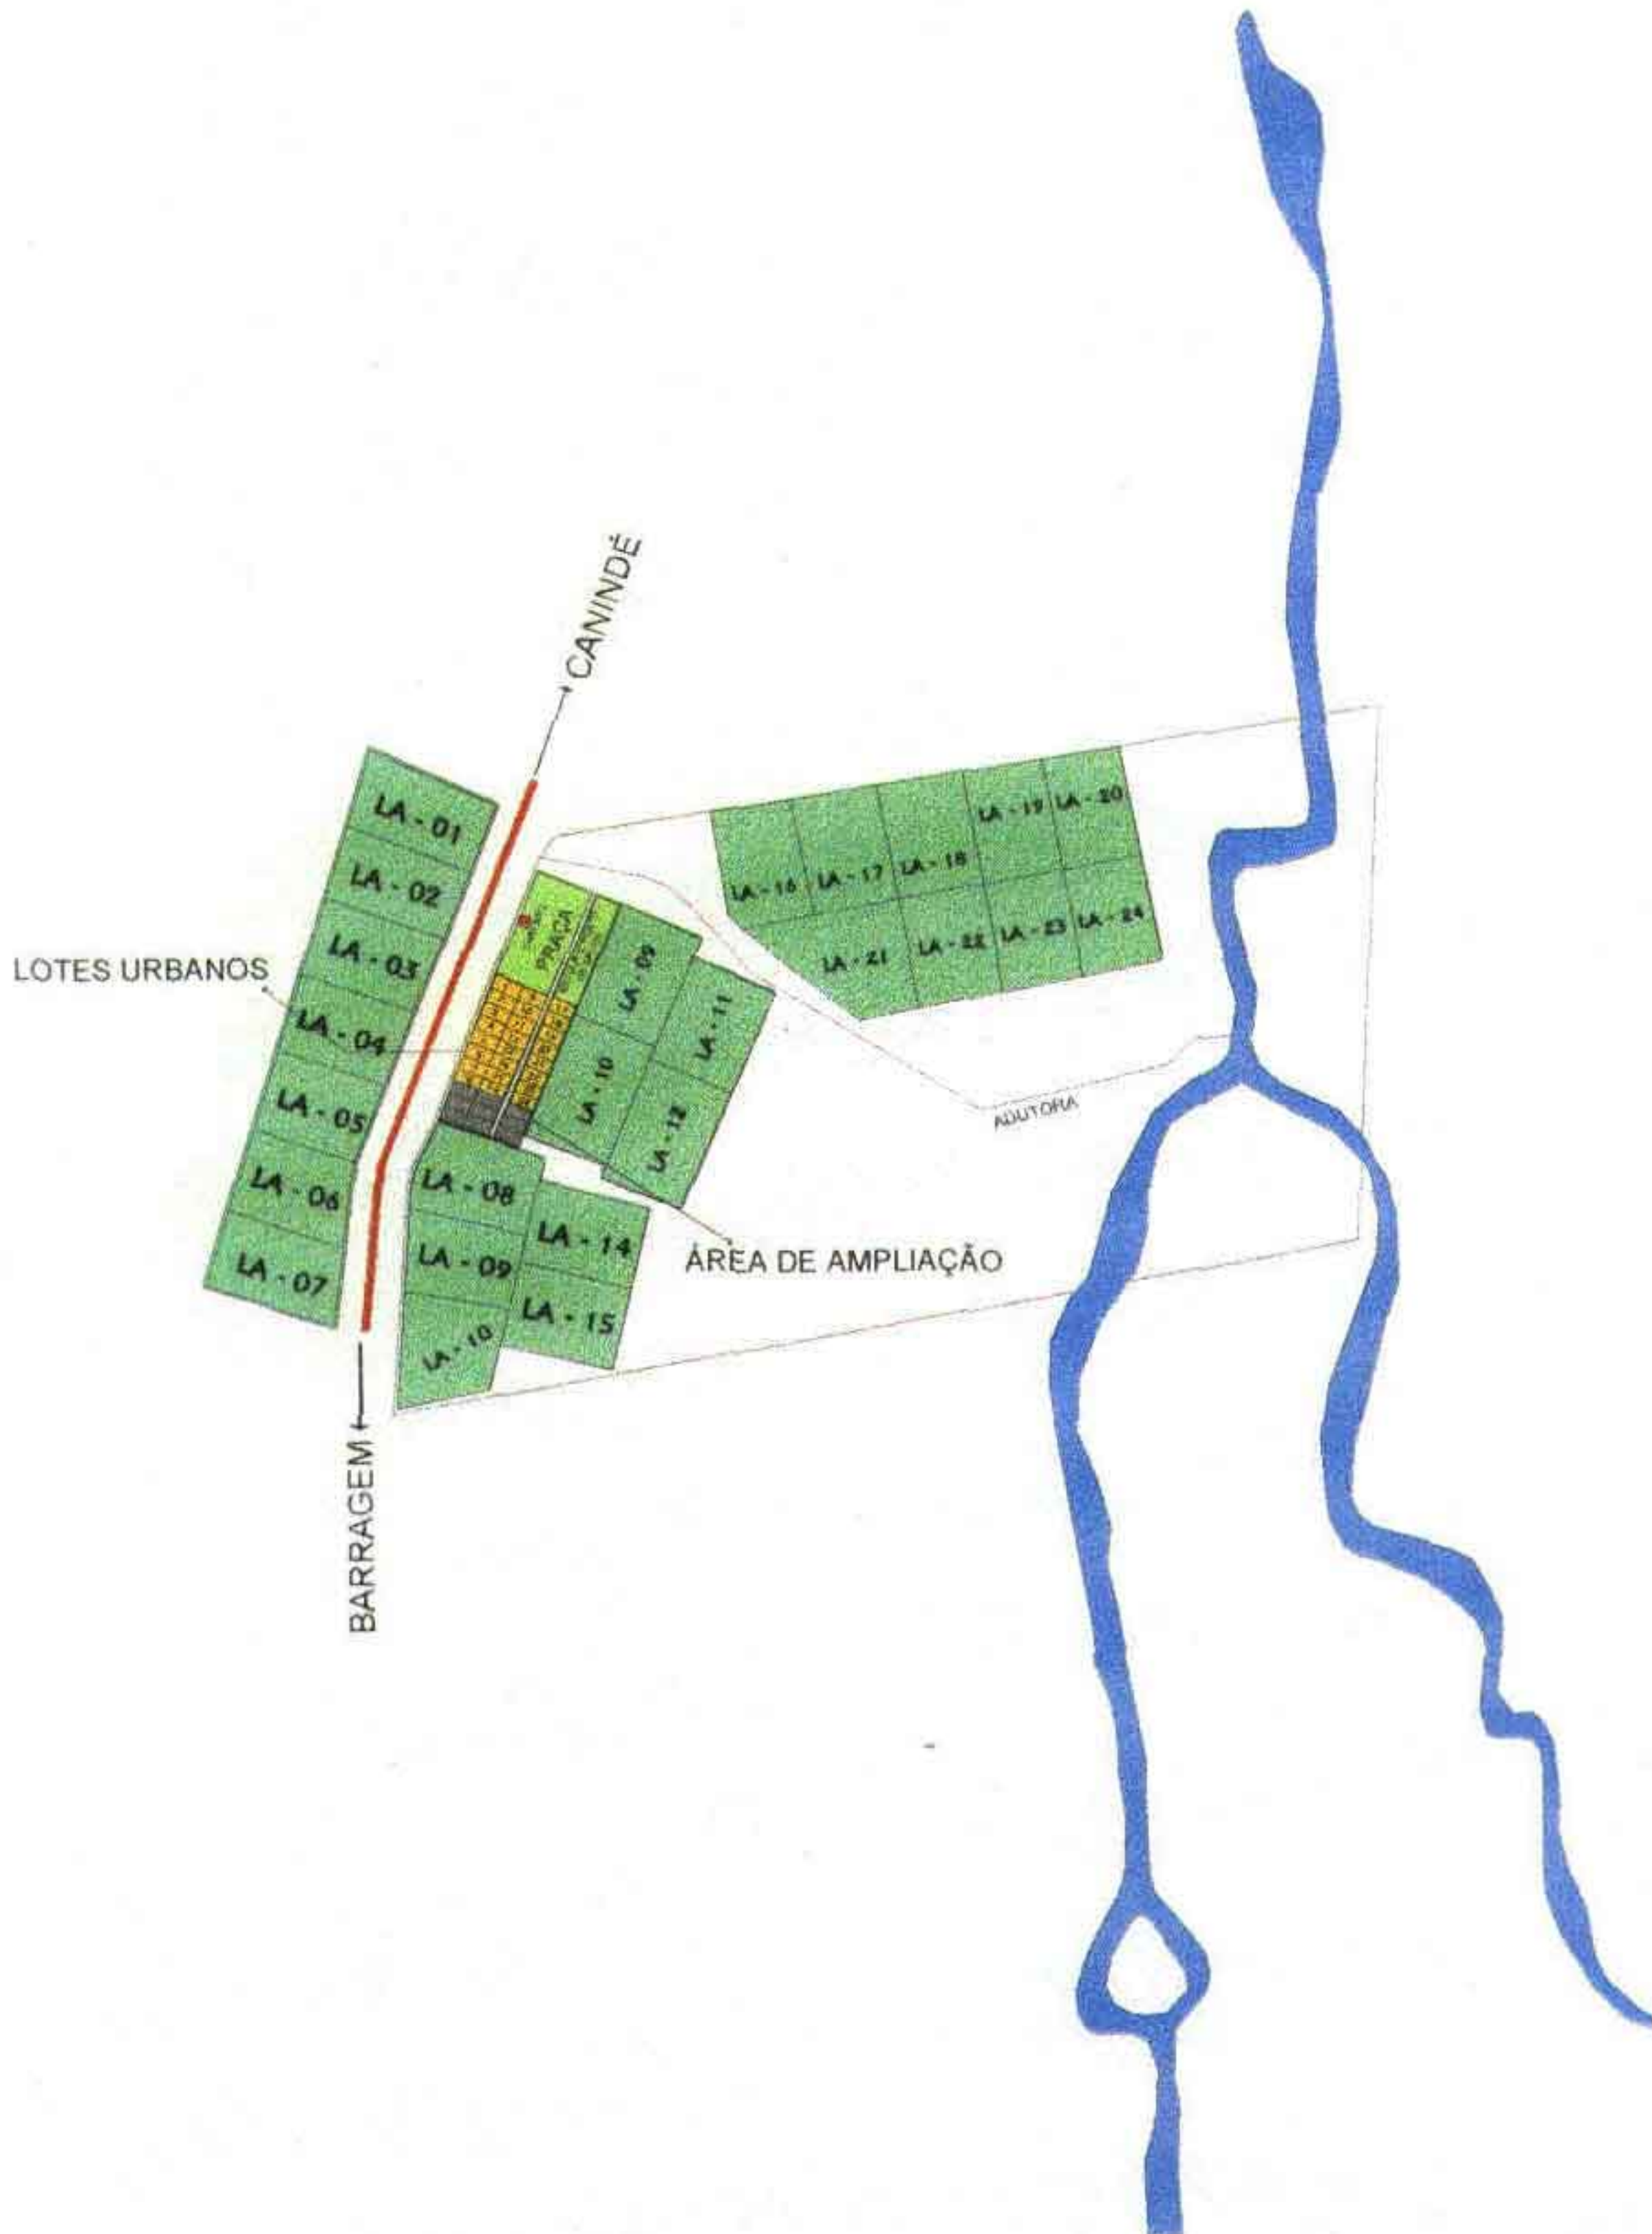 CANINDÉ
LA - 01
LA - 02
LA - 03
LA - 04
LA - 05
LA - 06
LA - 07
LOTES URBANOS
PRAÇA
LA - 09
LA - 10
LA - 11
LA - 12
LA - 08
LA - 09
LA - 10
LA - 14
LA - 15
LA - 16
LA - 17
LA - 18
LA - 19
LA - 20
LA - 21
LA - 22
LA - 23
LA - 24
ADUTORA
ÁREA DE AMPLIAÇÃO
BARRAGEM